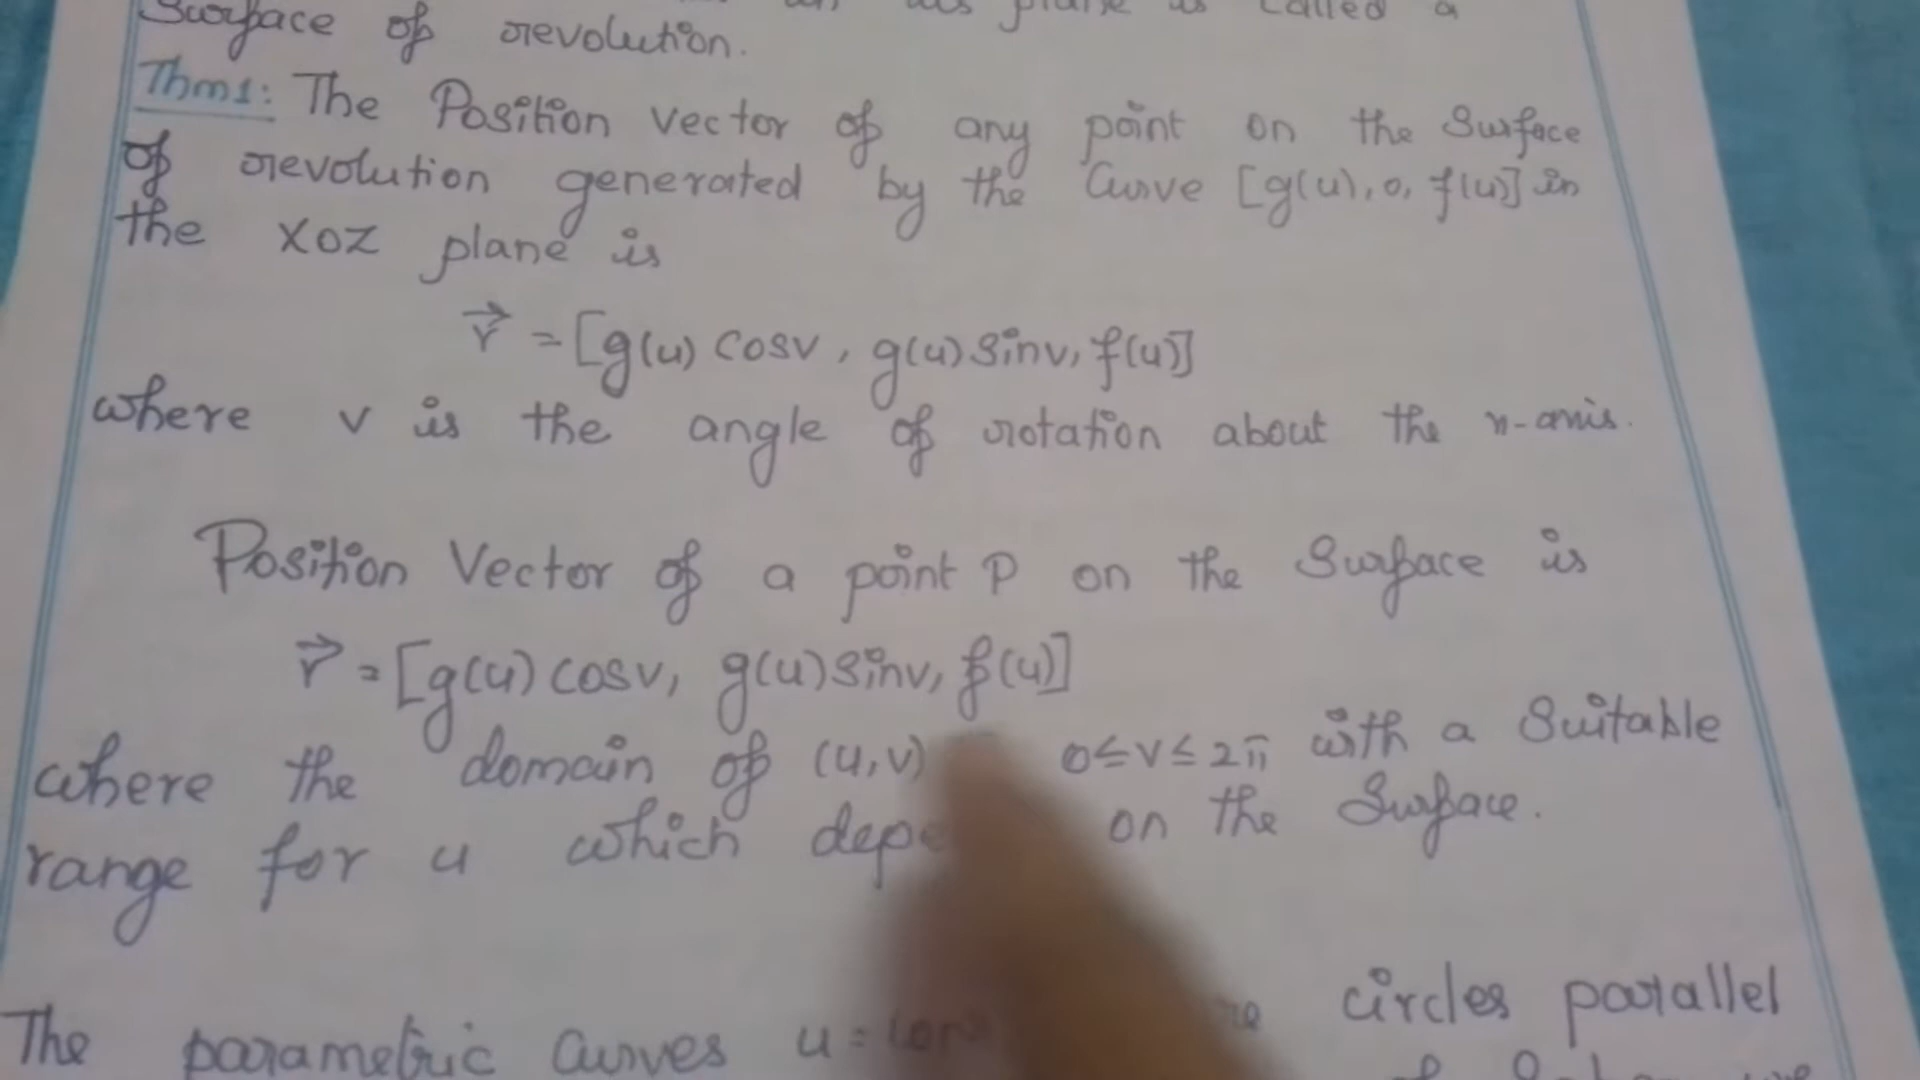 plane is called a
Surface of revolution.
Thm1: The Position vector of any point on the Surface
of revolution generated by the Curve [g(u), 0, f(u)] in
the XOZ plane is
r⃗ = [g(u) cosv, g(u) sinv, f(u)]
where v is the angle of rotation about the x-axis.
Position Vector of a point P on the Surface is
r⃗ = [g(u) cosv, g(u) sinv, f(u)]
where the domain of (u,v) 0≤v≤2π with a Suitable
range for u which on the Surface.
The parametric Curves u = circles parallel